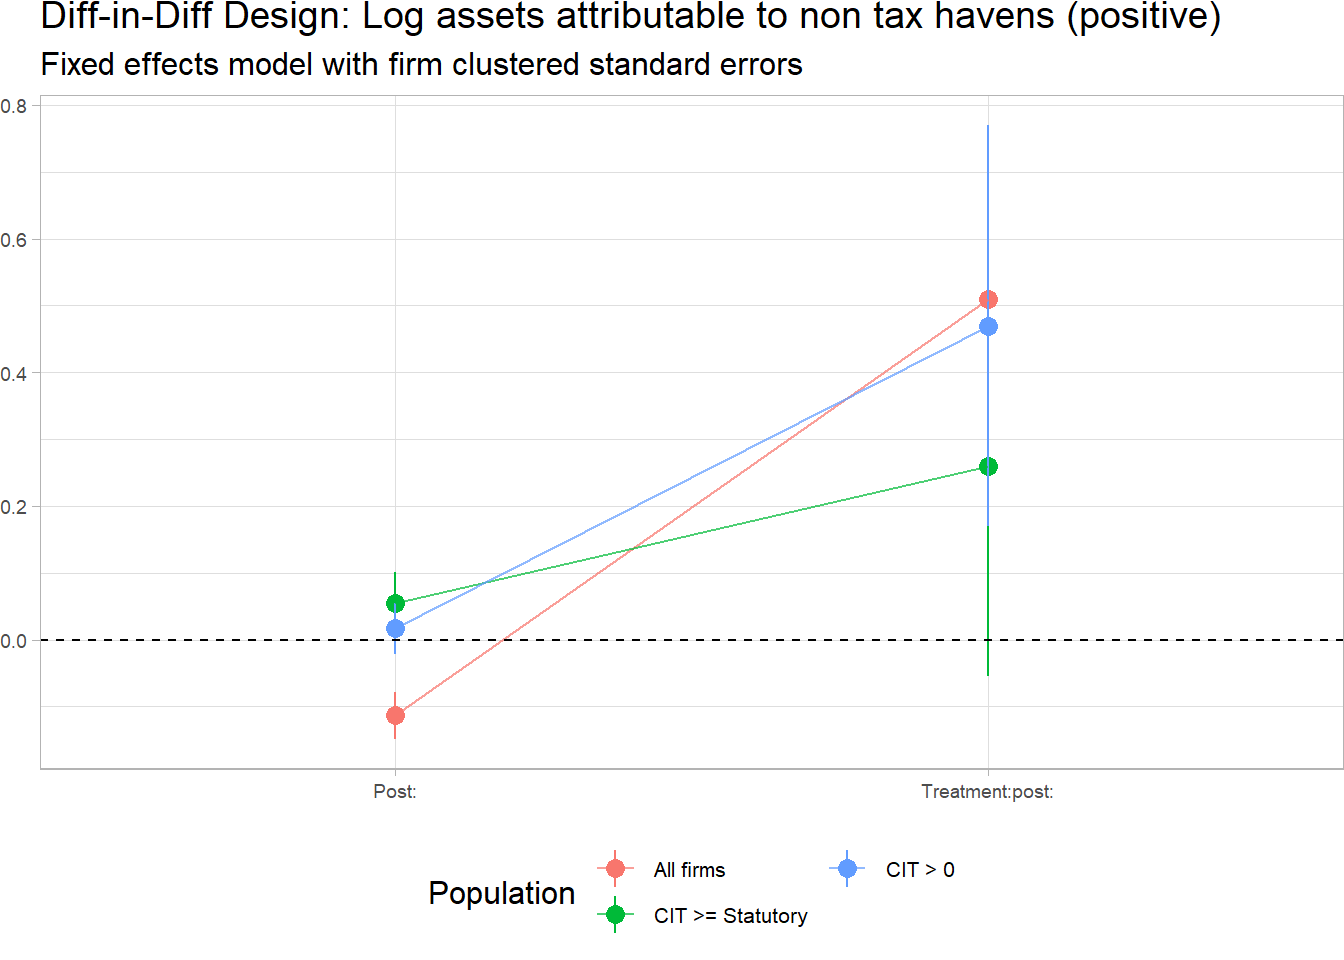 Diff-in-Diff Design: Log assets attributable to non tax havens (positive)
Fixed effects model with firm clustered standard errors
0.8
0.6
0.4
0.2
0.0
Post:
Treatment:post:
Population
All firms
CIT > 0
CIT >= Statutory